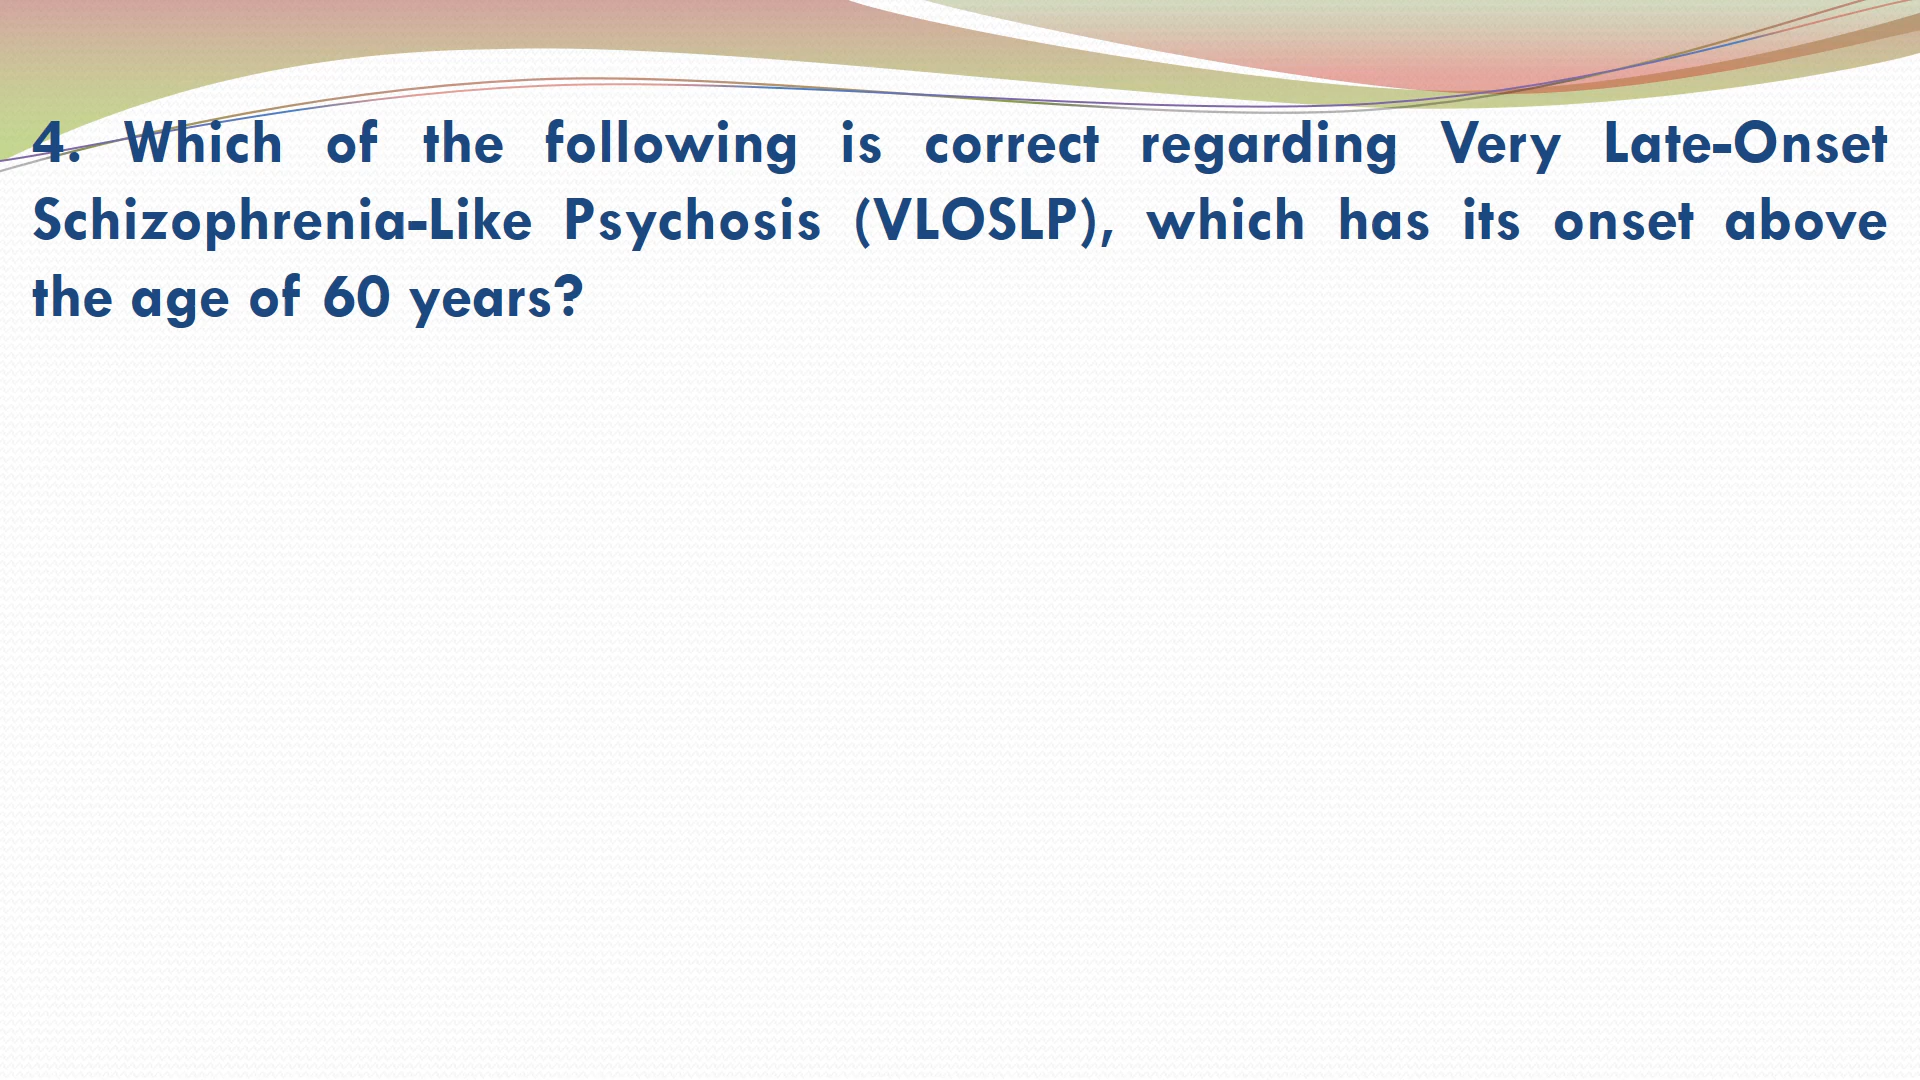 4. Which of the following is correct regarding Very Late-Onset
Schizophrenia-Like Psychosis (VLOSLP), which has its onset above
the age of 60 years?